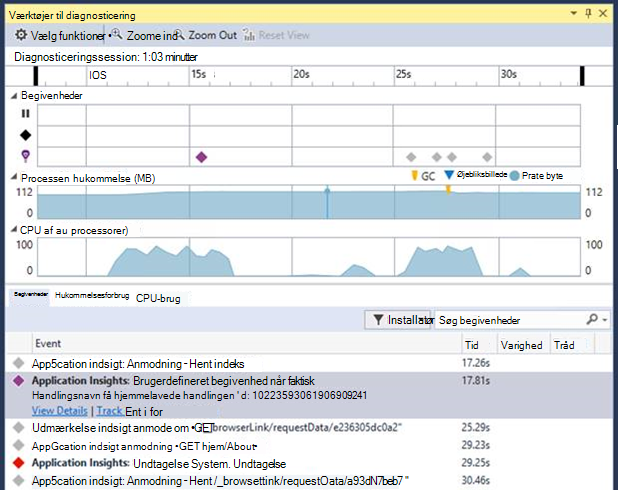 Værktøjer til diagnosticering
Vælg funktioner Zoome ind Zoom Out Reset View
Diagnosticeringssession: 1:03 minutter
IOS 15s 20s 25s 30s
Begivenheder
Processen hukommelse (MB) GC Øjebliksbillede Prate byte
112 112
0 0
CPU af au processorer)
100 100
0 0
Begivenheder Hukommelsesforbrug CPU-brug
Installatør Søg begivenheder
Event Tid Varighed Tråd
App5cation indsigt: Anmodning - Hent indeks 17.26s
Application Insights: Brugerdefineret begivenhed når faktisk 17.81s
Handlingsnavn få hjemmelavede handlingen ' d: 10223593061906909241
View Details | Track Ent i for
Udmærkelse indsigt anmode om • GET browserLink/requestData/e236305dc0a2" 25.29s
AppGcation indsigt anmodning • GET hjem/About• 29.23s
Application Insights: Undtagelse System. Undtagelse 29.25s
App5cation indsigt: Anmodning - Hent /_browsettink/requestOata/a93dN7beb7 " 30.46s